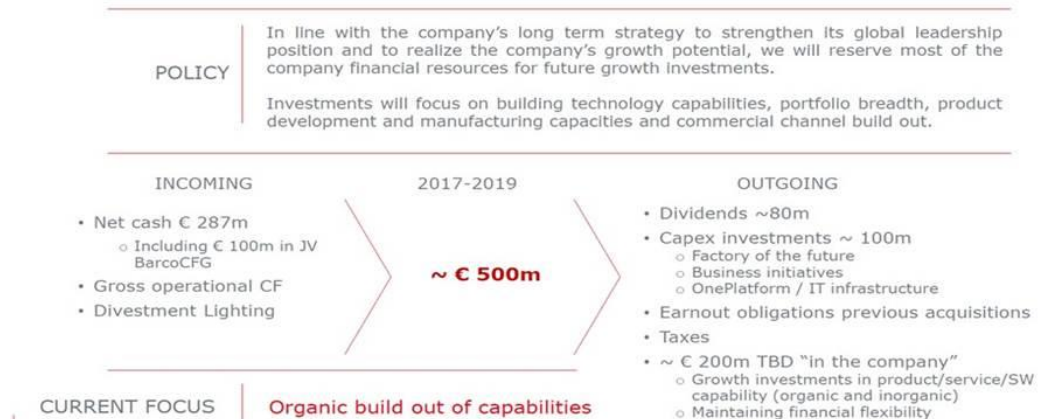 In line with the company's long term strategy to strengthen its global leadership
position and to realize the company's growth potential, we will reserve most of the
company financial resources for future growth investments.
POLICY
Investments will focus on building technology capabilities, portfolio breadth, product
development and manufacturing capacities and commercial channel build out.
INCOMING
• Net cash € 287m
○ Including € 100m in JV
BarcoCFG
• Gross operational CF
• Divestment Lighting
2017-2019
~ € 500m
OUTGOING
• Dividends ~80m
• Capex investments ~ 100m
○ Factory of the future
○ Business initiatives
○ OnePlatform / IT infrastructure
• Earnout obligations previous acquisitions
• Taxes
• ~ € 200m TBD "in the company"
○ Growth investments in product/service/SW
capability (organic and inorganic)
○ Maintaining financial flexibility
CURRENT FOCUS
Organic build out of capabilities